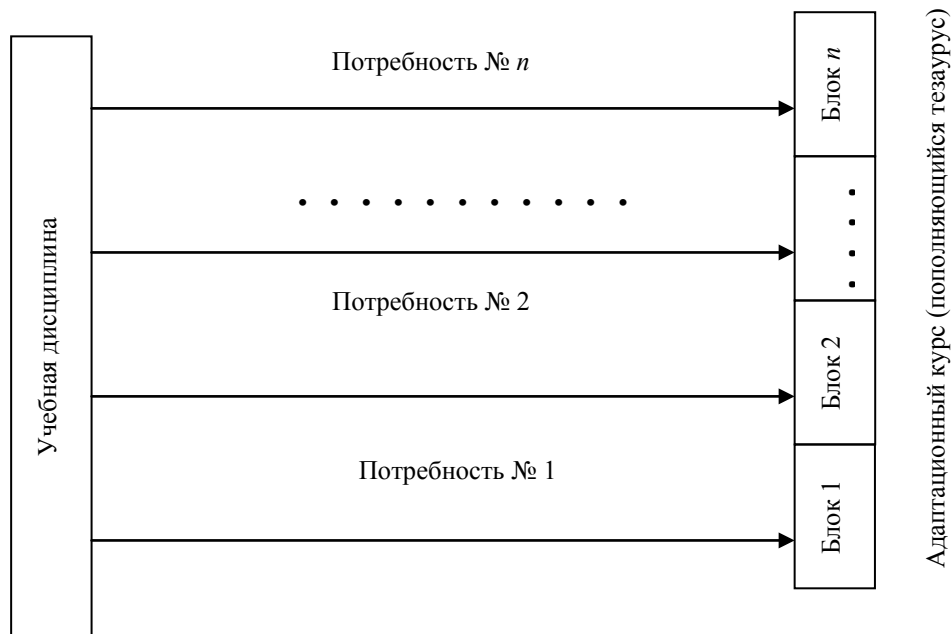 Учебная дисциплина
Потребность № n
Потребность № 2
Потребность № 1
Блок n
Блок 2
Блок 1
Адаптационный курс (пополняющийся тезаурус)